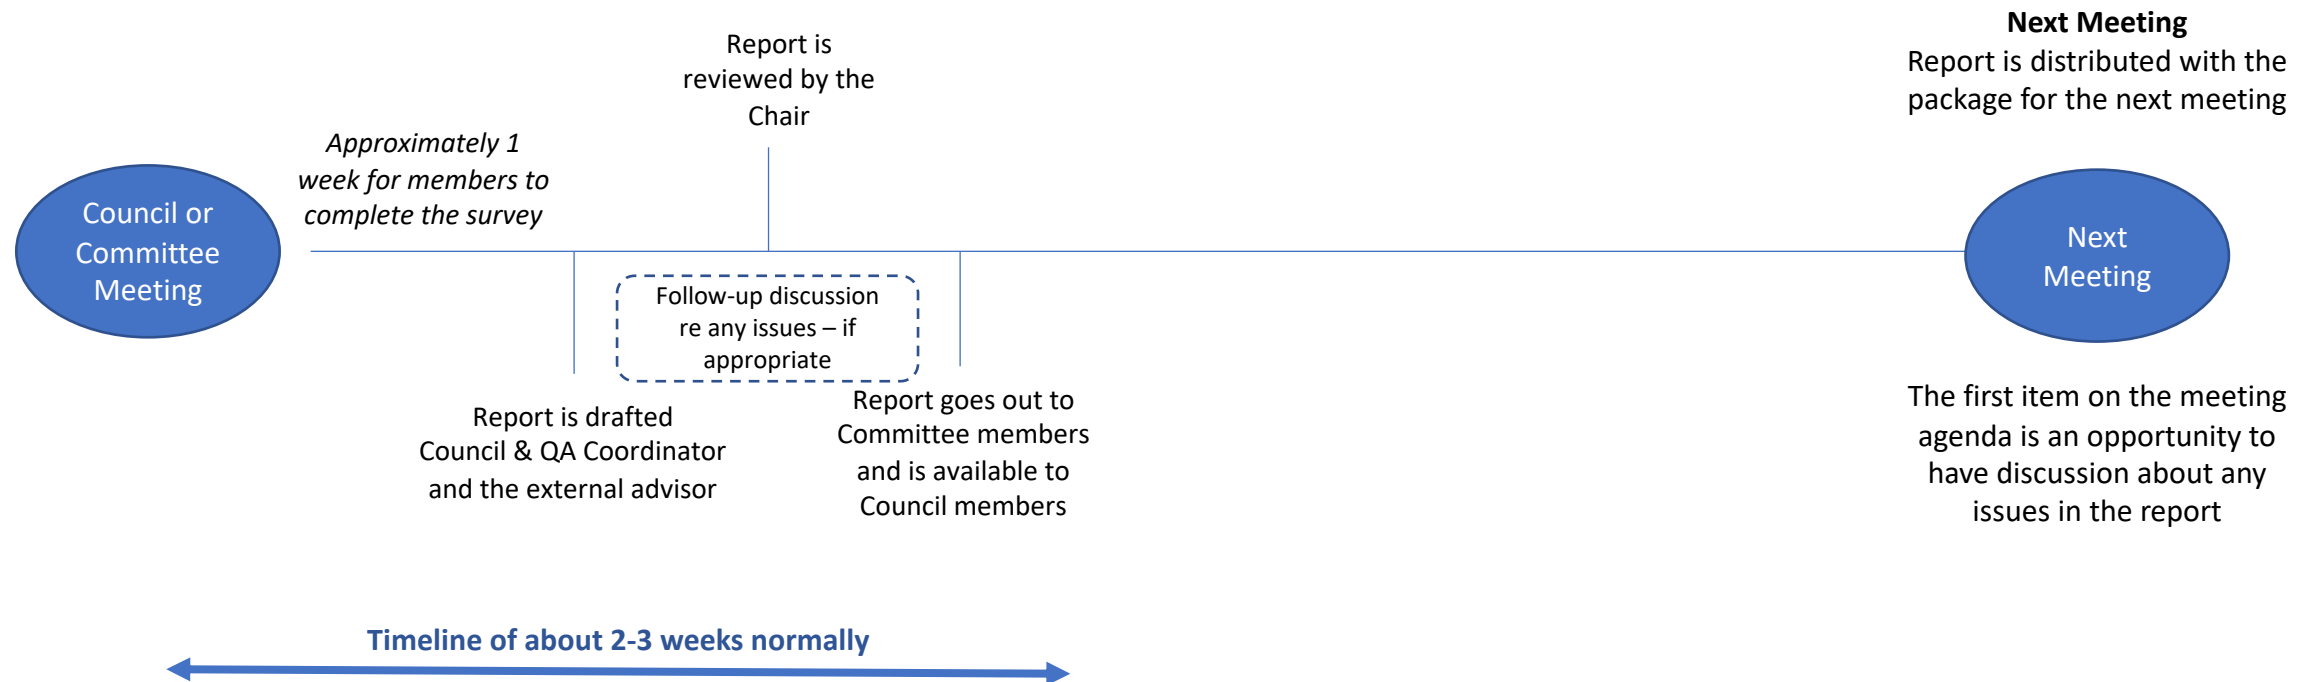 Council or
Committee
Meeting
Approximately 1
week for members to
complete the survey
Report is drafted
Council & QA Coordinator
and the external advisor
Report is
reviewed by the
Chair
Follow-up discussion
re any issues – if
appropriate
Report goes out to
Committee members
and is available to
Council members
Next Meeting
Report is distributed with the
package for the next meeting
Next
Meeting
The first item on the meeting
agenda is an opportunity to
have discussion about any
issues in the report
Timeline of about 2-3 weeks normally